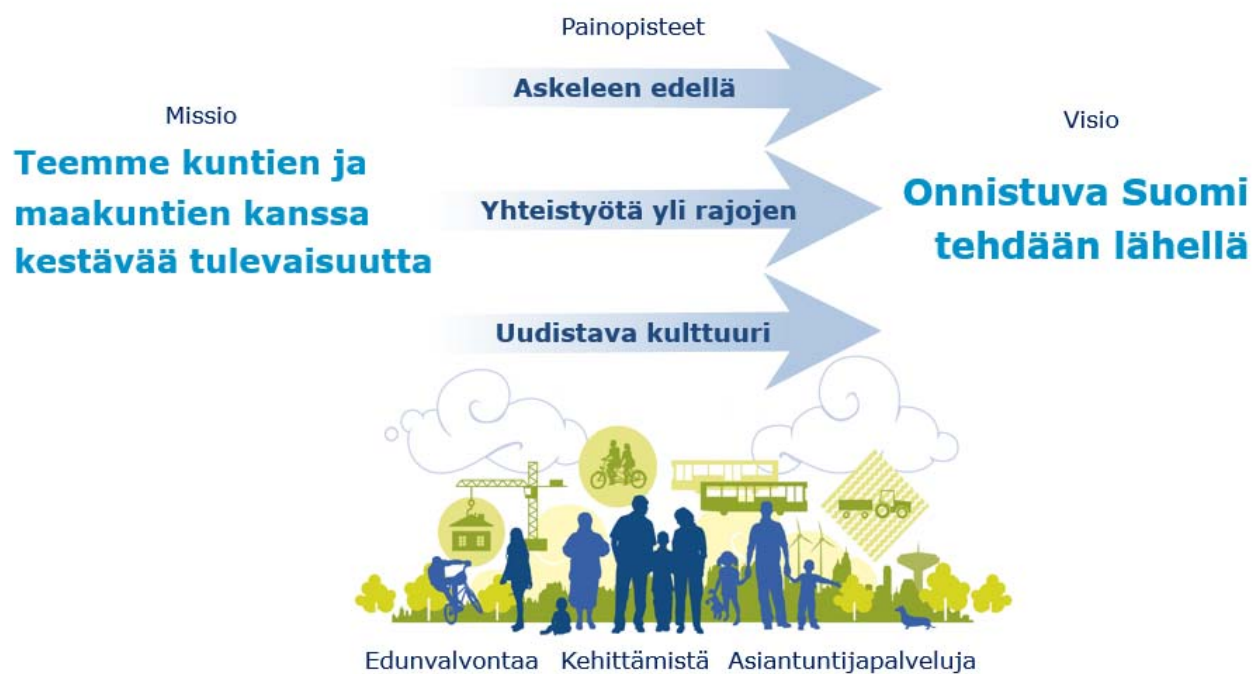 Painopisteet
Missio
Teemme kuntien ja
maakuntien kanssa
kestävää tulevaisuutta
Askeleen edellä
Yhteistyötä yli rajojen
Uudistava kulttuuri
Visio
Onnistuva Suomi
tehdään lähellä
Edunvalvontaa Kehittämistä Asiantuntijapalveluja